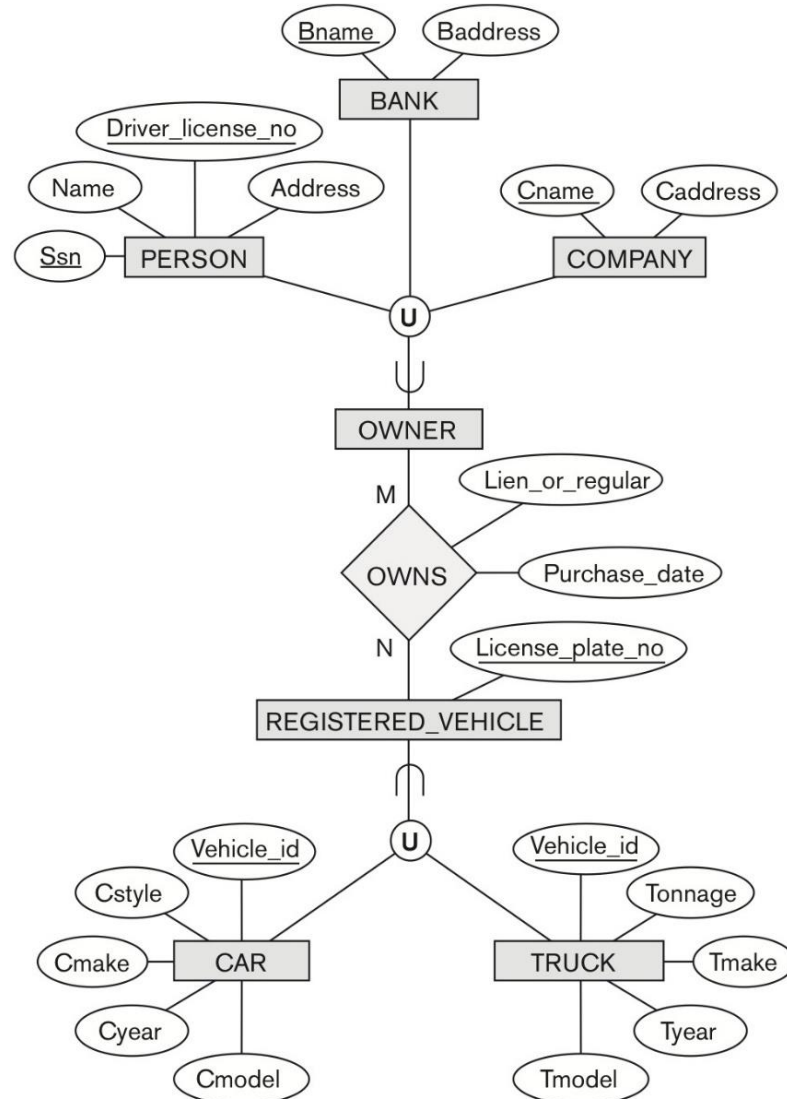 Bname Baddress
BANK
Driver_license_no
Name Address
Cname Caddress
Ssn PERSON COMPANY
U
OWNER
M
Lien_or_regular
OWNS Purchase_date
N
License_plate_no
REGISTERED_VEHICLE
U
Vehicle_id Vehicle_id
Cstyle Tonnage
Cmake CAR TRUCK Tmake
Cyear Tyear
Cmodel Tmodel